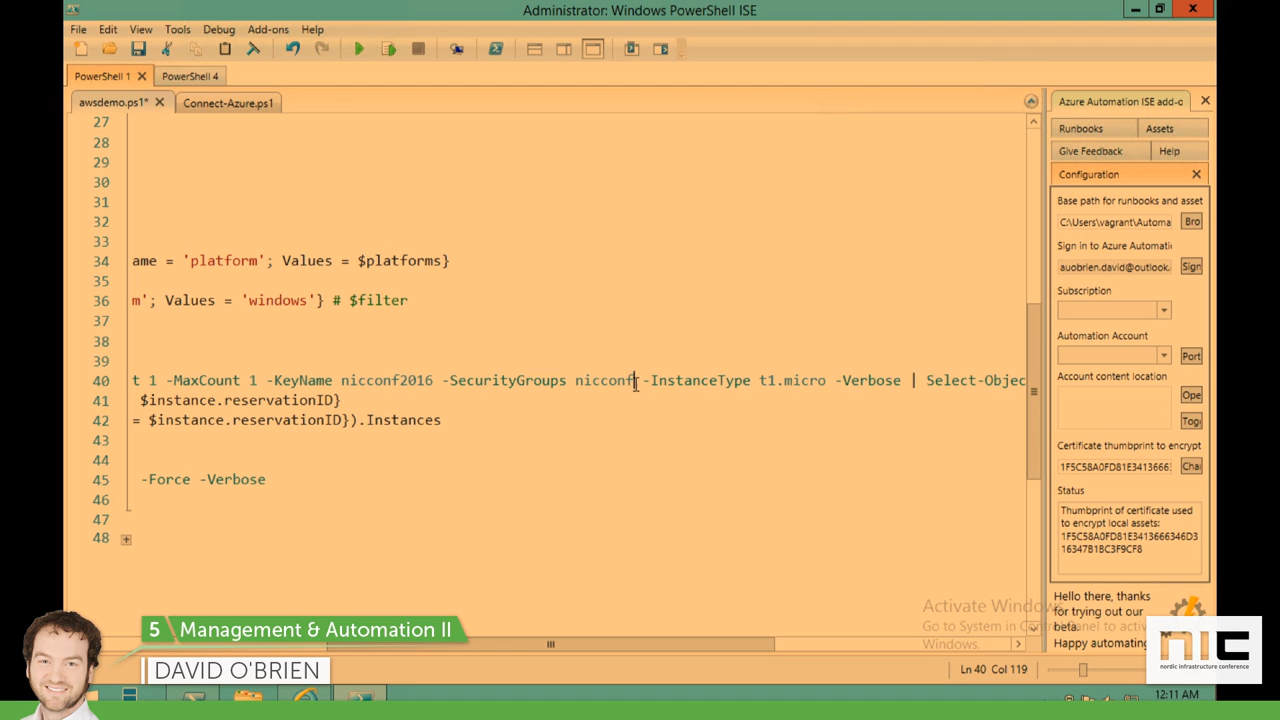 Administrator: Windows PowerShell ISE
File Edit View Tools Debug Add-ons Help
PowerShell 1 PowerShell 4
awsdemo.ps1* Connect-Azure.ps1
27
28
29
30
31
32
33
34 ame = 'platform'; Values = $platforms}
35
36 m'; Values = 'windows'} # $filter
37
38
39
40 t 1 -MaxCount 1 -KeyName nicconf2016 -SecurityGroups nicconf -InstanceType t1.micro -Verbose | Select-Objec
41 $instance.reservationID}
42 = $instance.reservationID}).Instances
43
44
45 -Force -Verbose
46
47
48
Azure Automation ISE add-o
Runbooks Assets
Give Feedback Help
Configuration
Base path for runbooks and asset
C:\Users\vagrant\Automa Bro
Sign in to Azure Automati
auobrien.david@outlook. Sign
Subscription
Automation Account
Port
Account content location
Ope
Tog
Certificate thumbprint to encrypt
1F5C58A0FD81E3413666: Cha
Status
Thumbprint of certificate used
to encrypt local assets:
1F5C58A0FD81E3413666346D3
16347B1BC3F9CF8
Hello there, thanks
for trying out our
beta.
Happy automating
Activate Windows
Go to System in Control Panel to activ
Windows.
Ln 40 Col 119
12:11 AM
5 Management & Automation II
DAVID O'BRIEN
nic
nordic infrastructure conference